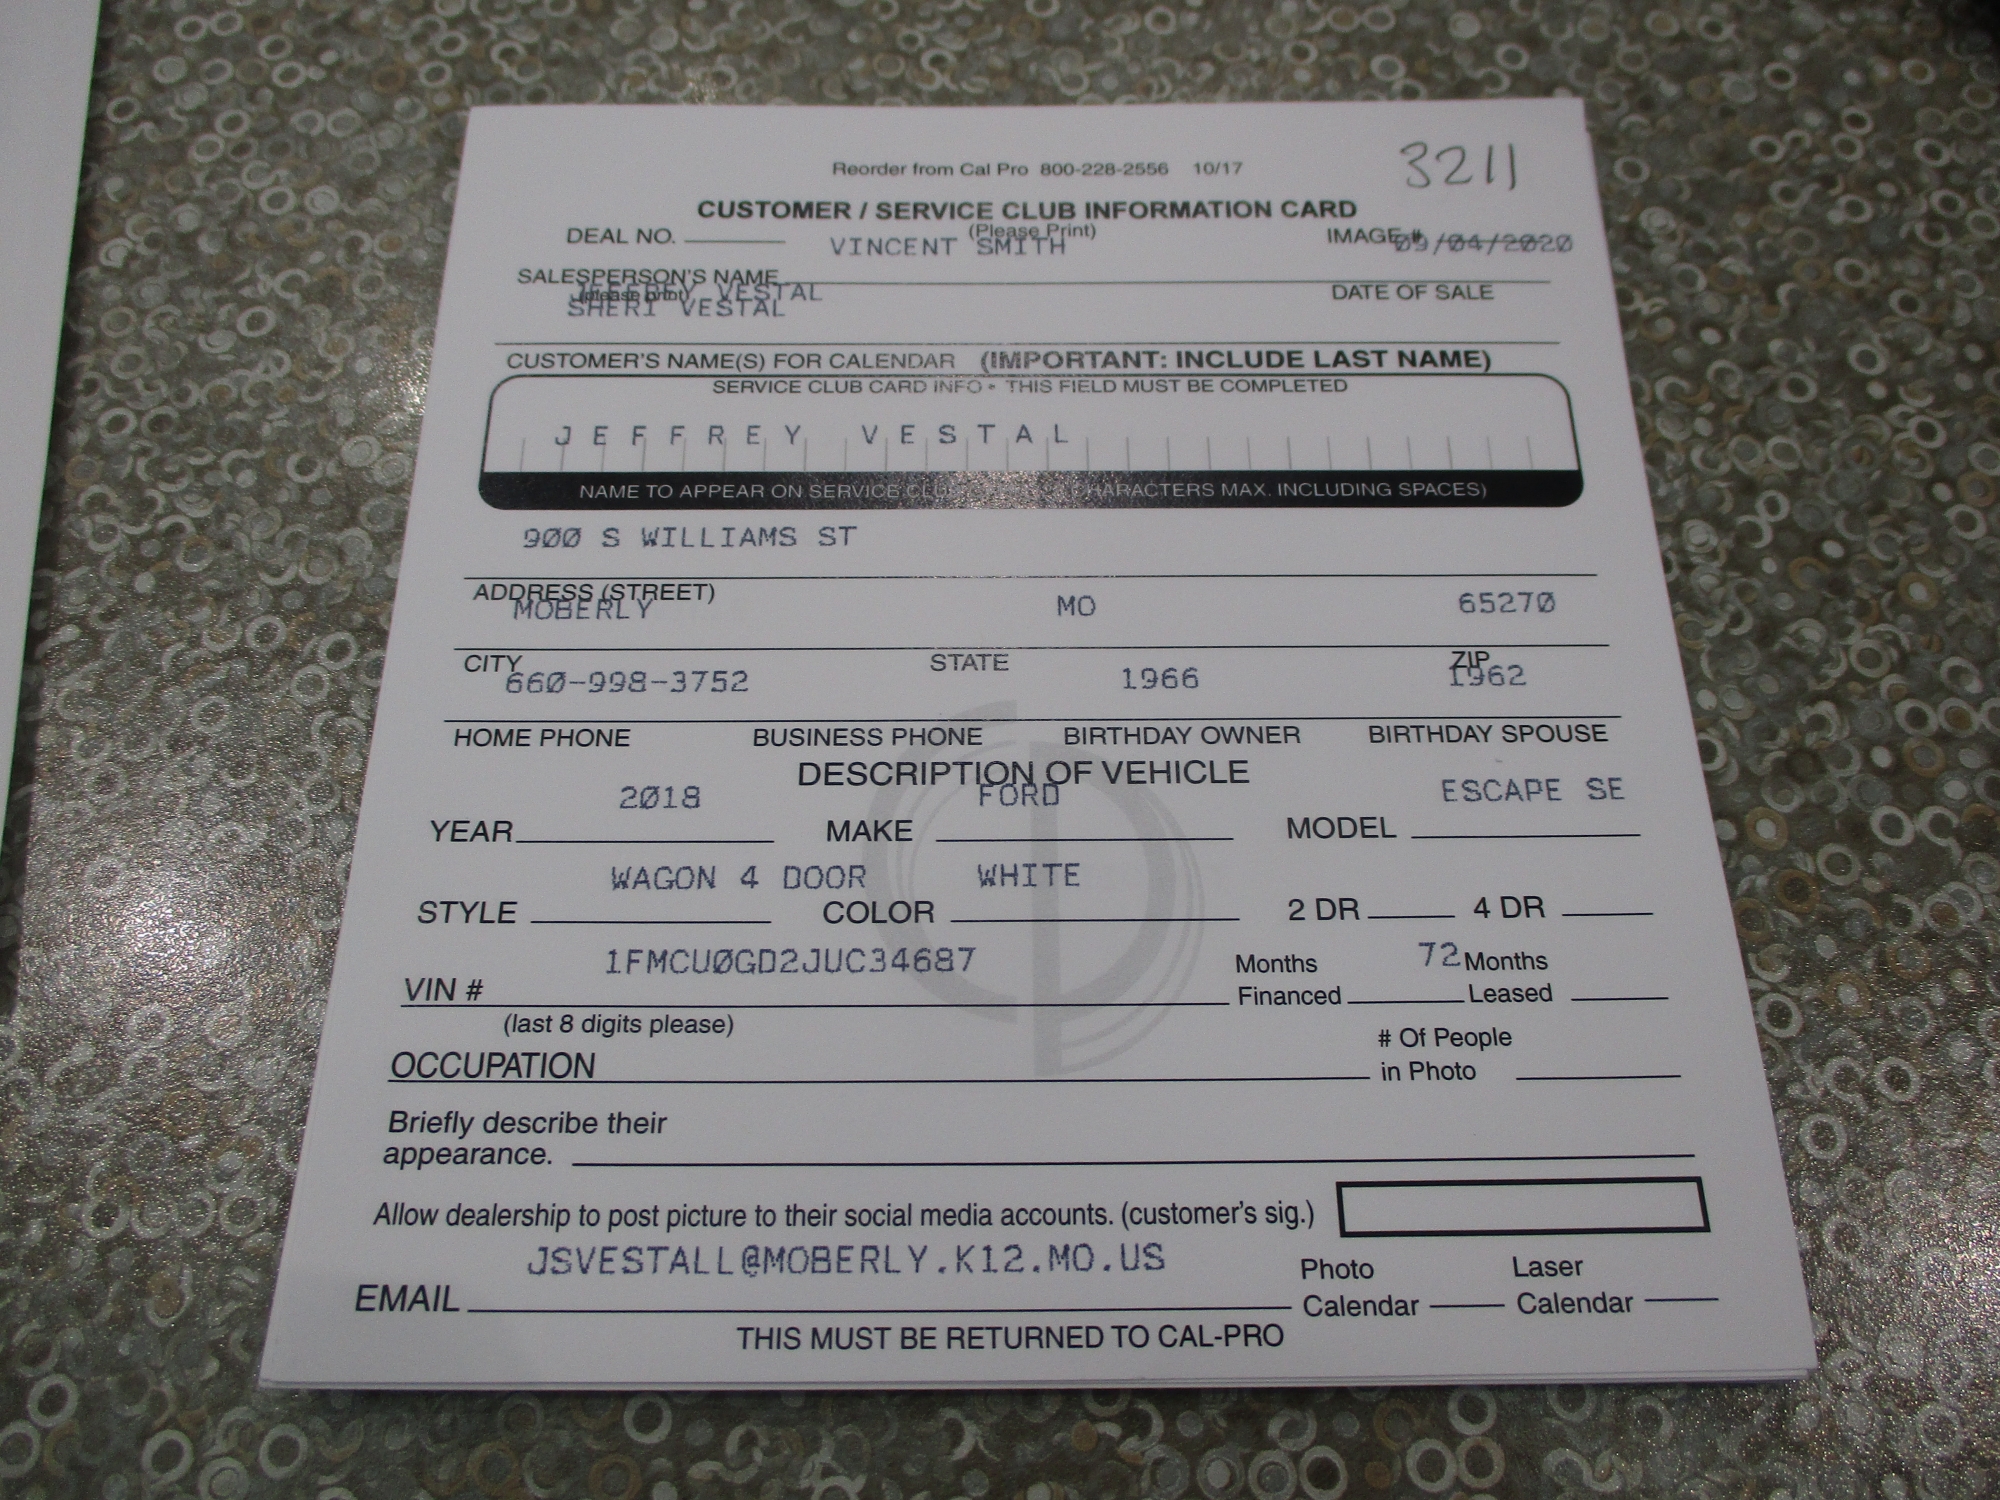 3211
Reorder from Cal Pro 800-228-2556 10/17
CUSTOMER / SERVICE CLUB INFORMATION CARD
(Please Print)
DEAL NO. VINCENT SMITH IMAGE # 09/04/2020
SALESPERSON'S NAME
(please print) JEFFREY VESTAL DATE OF SALE
SHERI VESTAL
CUSTOMER'S NAME(S) FOR CALENDAR (IMPORTANT: INCLUDE LAST NAME)
SERVICE CLUB CARD INFO - THIS FIELD MUST BE COMPLETED
JEFFREY VESTAL
NAME TO APPEAR ON SERVICE CLUB CHARACTERS MAX. INCLUDING SPACES)
900 S WILLIAMS ST
ADDRESS (STREET)
MOBERLY MO 65270
CITY STATE ZIP
660-998-3752 1966 1962
HOME PHONE BUSINESS PHONE BIRTHDAY OWNER BIRTHDAY SPOUSE
DESCRIPTION OF VEHICLE
2018 FORD ESCAPE SE
YEAR MAKE MODEL
WAGON 4 DOOR WHITE
STYLE COLOR 2 DR 4 DR
1FMCU0GD2JUC34687 Months 72 Months
VIN # Financed Leased
(last 8 digits please)
# Of People
OCCUPATION in Photo
Briefly describe their
appearance.
Allow dealership to post picture to their social media accounts. (customer's sig.)
JSVESTALL@MOBERLY.K12.MO.US Photo Laser
EMAIL Calendar Calendar
THIS MUST BE RETURNED TO CAL-PRO